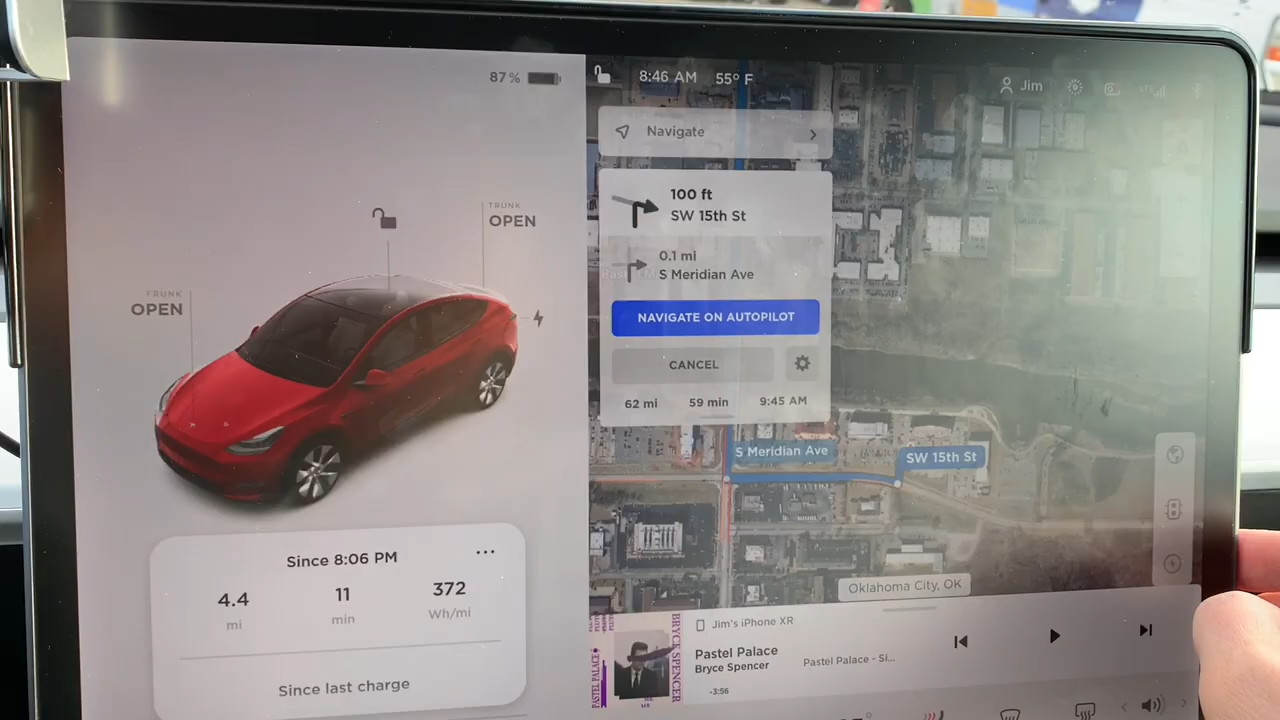 87 %
8:46 AM
55° F
Jim
LTE
Navigate
100 ft
SW 15th St
0.1 mi
S Meridian Ave
NAVIGATE ON AUTOPILOT
CANCEL
62 mi
59 min
9:45 AM
TRUNK
OPEN
FRUNK
OPEN
S Meridian Ave
SW 15th St
Oklahoma City, OK
Since 8:06 PM
4.4
mi
11
min
372
Wh/mi
Since last charge
PASTEL PALACE
BRYCE SPENCER
Jim's iPhone XR
Pastel Palace
Bryce Spencer
Pastel Palace - Si...
-3:56